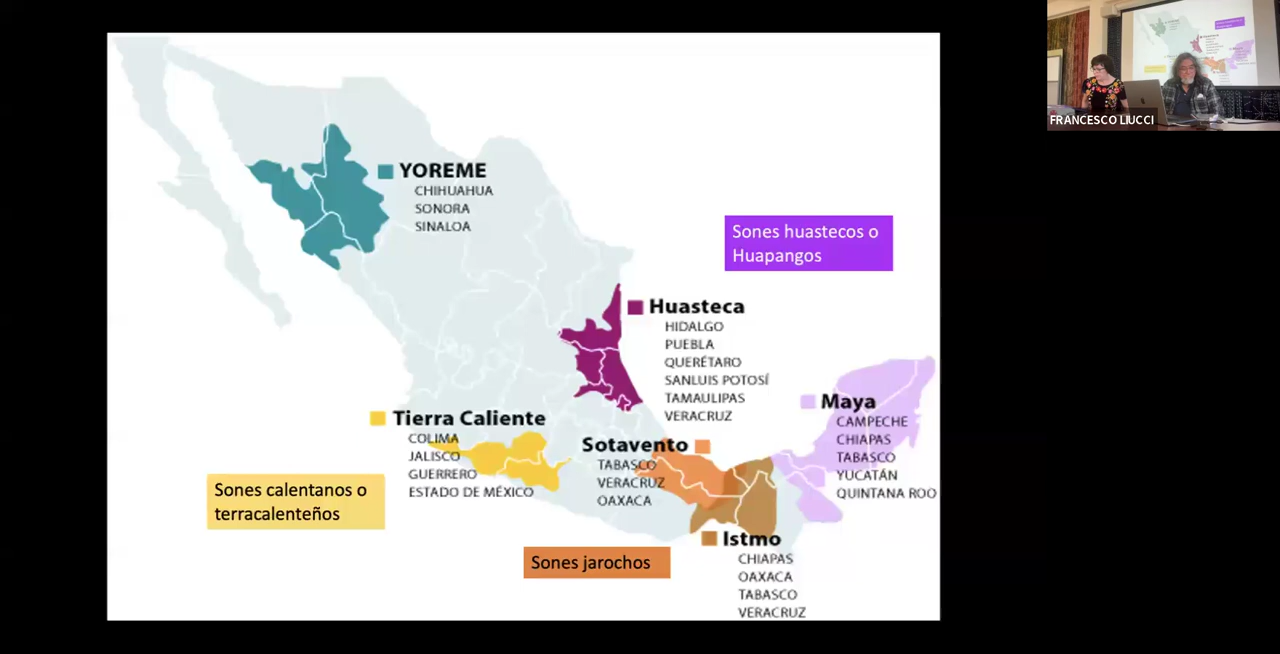 YOREME
CHIHUAHUA
SONORA
SINALOA
Sones huastecos o
Huapangos
Huasteca
HIDALGO
PUEBLA
QUERÉTARO
SANLUIS POTOSÍ
TAMAULIPAS
VERACRUZ
Maya
CAMPECHE
CHIAPAS
TABASCO
YUCATÁN
QUINTANA ROO
Tierra Caliente
COLIMA
JALISCO
GUERRERO
ESTADO DE MÉXICO
Sones calentanos o
terracalenteños
Sotavento
TABASCO
VERACRUZ
OAXACA
Sones jarochos
Istmo
CHIAPAS
OAXACA
TABASCO
VERACRUZ
FRANCESCO LIUCCI